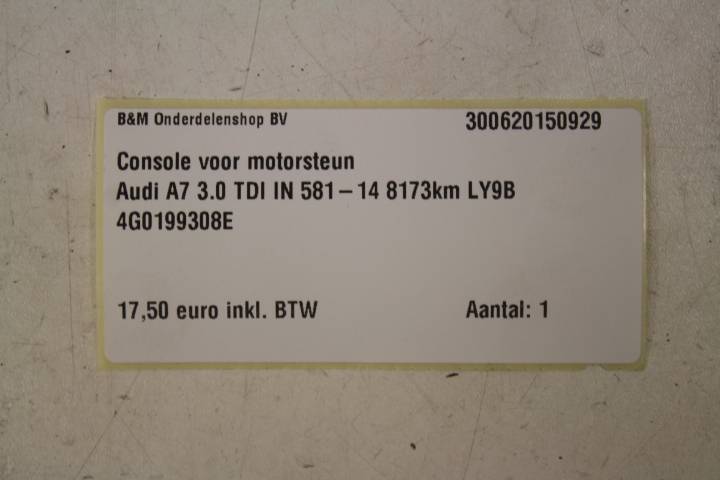 B&M Onderdelenshop BV 300620150929
Console voor motorsteun
Audi A7 3.0 TDI IN 581-14 8173km LY9B
4G0199308E
17,50 euro inkl. BTW Aantal: 1